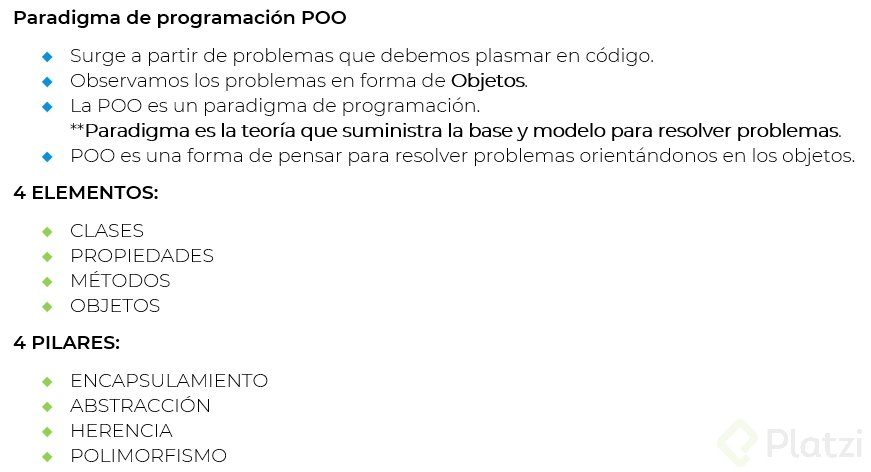 Paradigma de programación POO
Surge a partir de problemas que debemos plasmar en código.
Observamos los problemas en forma de Objetos.
La POO es un paradigma de programación.
**Paradigma es la teoría que suministra la base y modelo para resolver problemas.
POO es una forma de pensar para resolver problemas orientándonos en los objetos.
4 ELEMENTOS:
CLASES
PROPIEDADES
MÉTODOS
OBJETOS
4 PILARES:
ENCAPSULAMIENTO
ABSTRACCIÓN
HERENCIA
POLIMORFISMO
Platzi